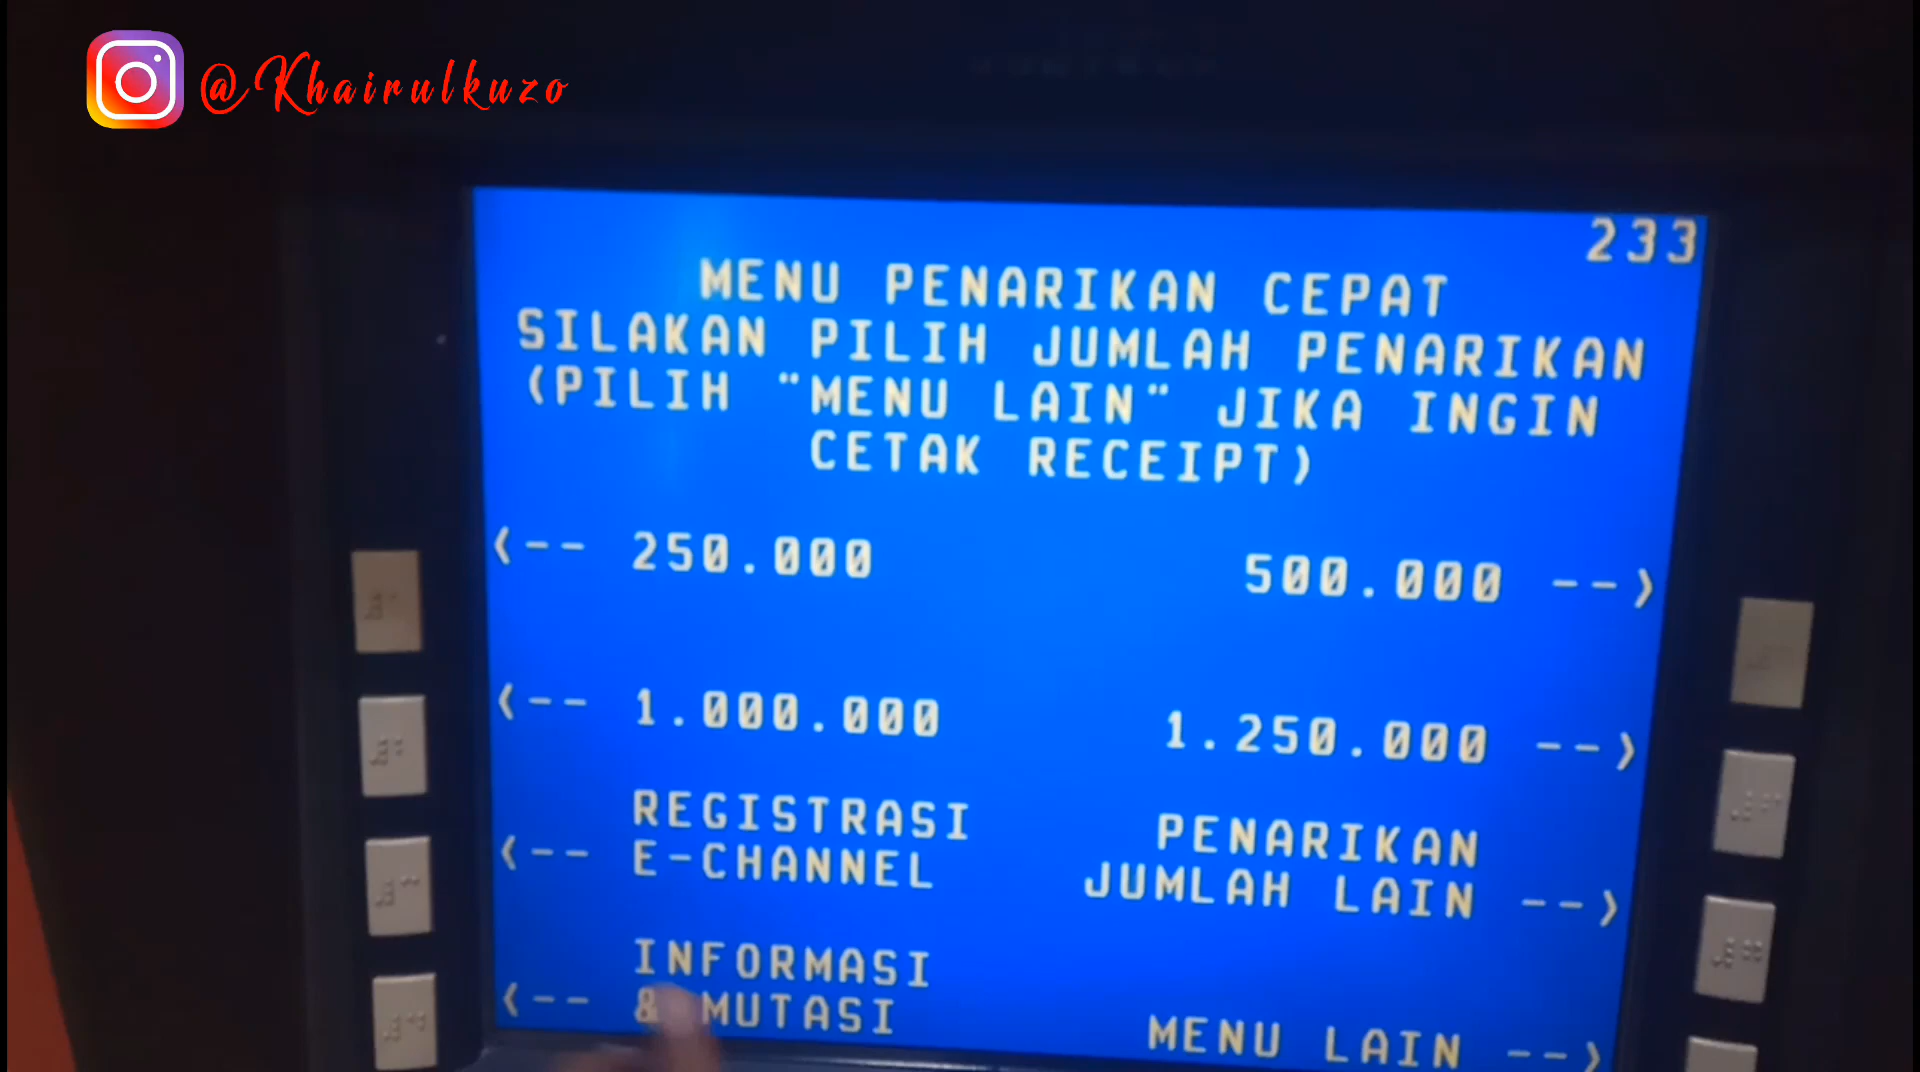 @Khairulkuzo
233
MENU PENARIKAN CEPAT
SILAKAN PILIH JUMLAH PENARIKAN
(PILIH "MENU LAIN" JIKA INGIN
CETAK RECEIPT)
<-- 250.000
500.000 -->
<-- 1.000.000
1.250.000 -->
REGISTRASI
<-- E-CHANNEL
PENARIKAN
JUMLAH LAIN -->
INFORMASI
<-- & MUTASI
MENU LAIN -->